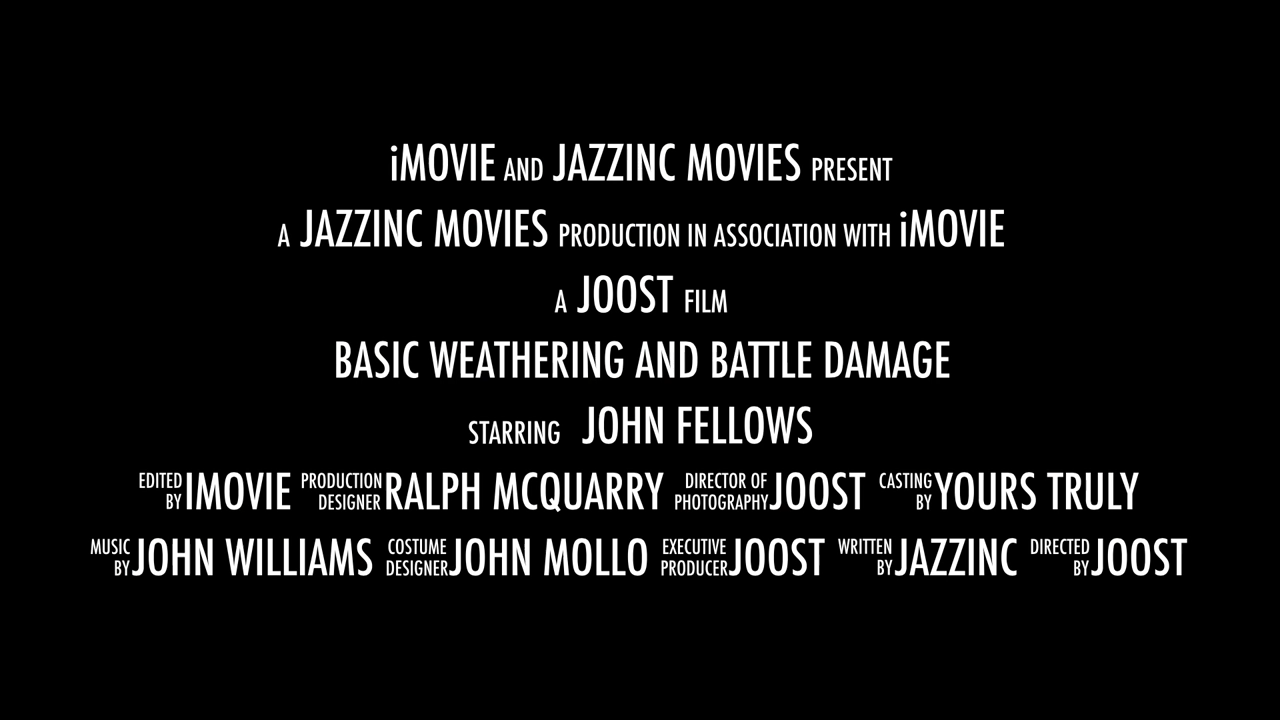 iMOVIE AND JAZZINC MOVIES PRESENT
A JAZZINC MOVIES PRODUCTION IN ASSOCIATION WITH iMOVIE
A JOOST FILM
BASIC WEATHERING AND BATTLE DAMAGE
STARRING JOHN FELLOWS
EDITED BY IMOVIE PRODUCTION DESIGNER RALPH MCQUARRY DIRECTOR OF PHOTOGRAPHY JOOST CASTING BY YOURS TRULY
MUSIC BY JOHN WILLIAMS COSTUME DESIGNER JOHN MOLLO EXECUTIVE PRODUCER JOOST WRITTEN BY JAZZINC DIRECTED BY JOOST